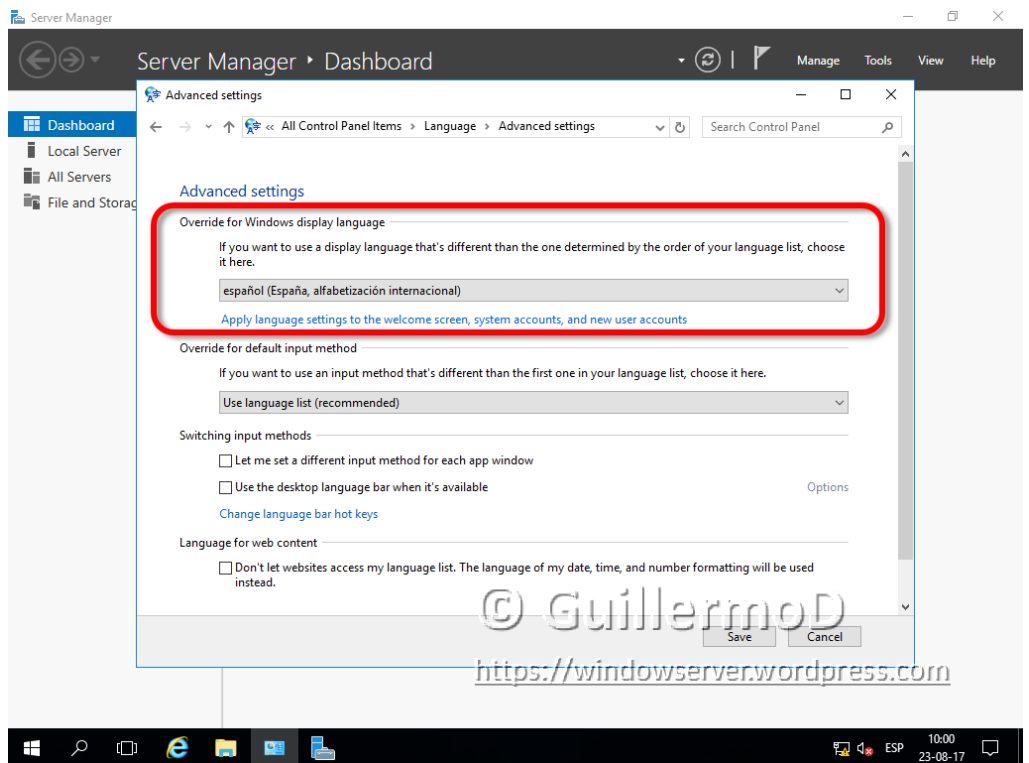 Server Manager
Server Manager ‣ Dashboard
Manage Tools View Help
Advanced settings
« All Control Panel Items › Language › Advanced settings
Search Control Panel
Dashboard
Local Server
All Servers
File and Storag
Advanced settings
Override for Windows display language
If you want to use a display language that's different than the one determined by the order of your language list, choose
it here.
español (España, alfabetización internacional)
Apply language settings to the welcome screen, system accounts, and new user accounts
Override for default input method
If you want to use an input method that's different than the first one in your language list, choose it here.
Use language list (recommended)
Switching input methods
Let me set a different input method for each app window
Use the desktop language bar when it's available
Options
Change language bar hot keys
Language for web content
Don't let websites access my language list. The language of my date, time, and number formatting will be used
instead.
© GuillermoD
Save Cancel
https://windowserver.wordpress.com
ESP
10:00
23-08-17